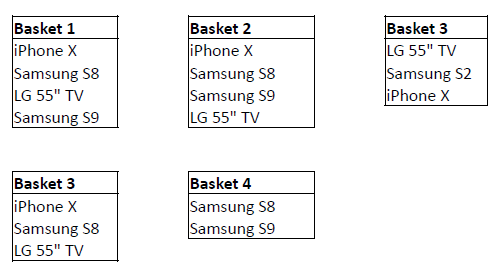 Basket 1
iPhone X
Samsung S8
LG 55" TV
Samsung S9
Basket 2
iPhone X
Samsung S8
Samsung S9
LG 55" TV
Basket 3
LG 55" TV
Samsung S2
iPhone X
Basket 3
iPhone X
Samsung S8
LG 55" TV
Basket 4
Samsung S8
Samsung S9